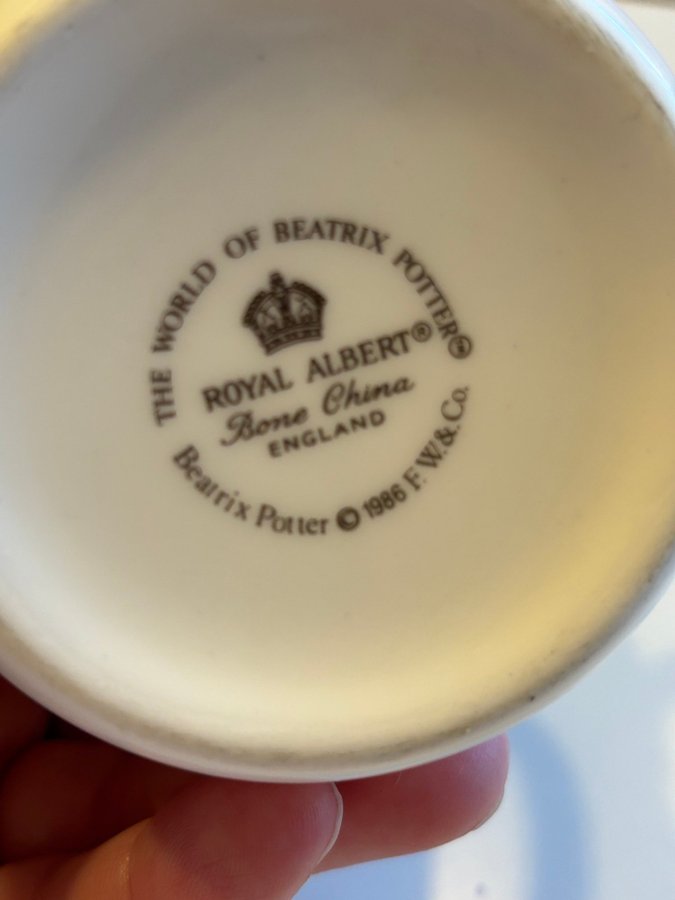 THE WORLD OF BEATRIX POTTER®
ROYAL ALBERT®
Bone China
ENGLAND
Beatrix Potter © 1986 F.W.& Co.